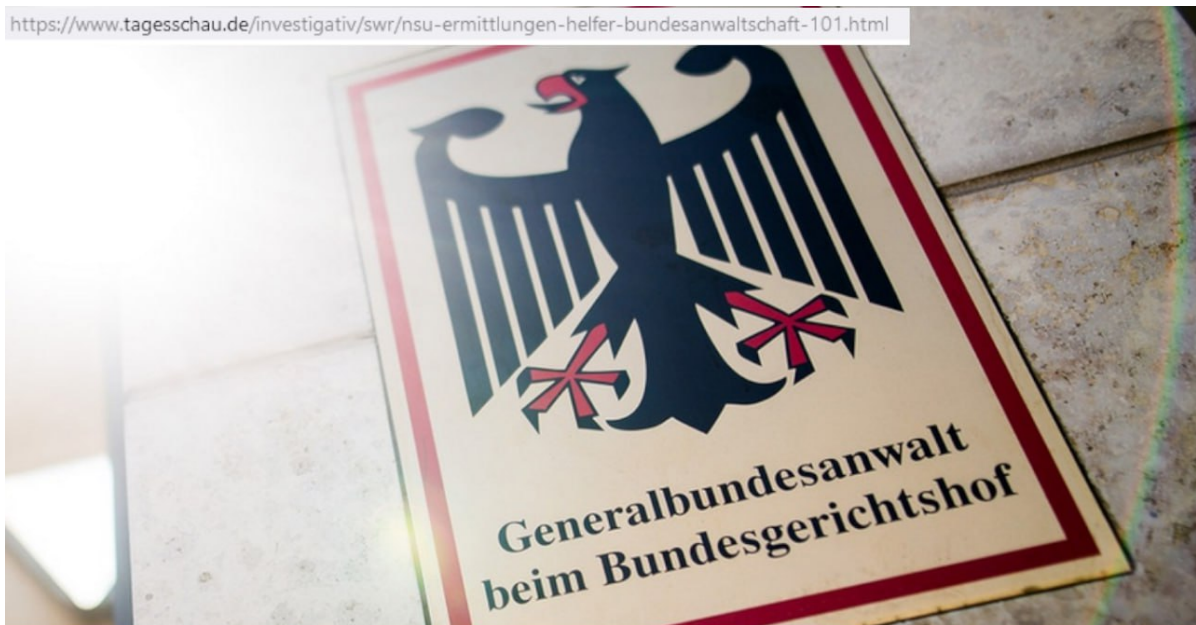 https://www.tagesschau.de/investigativ/swr/nsu-ermittlungen-helfer-bundesanwaltschaft-101.html
Generalbundesanwalt
beim Bundesgerichtshof